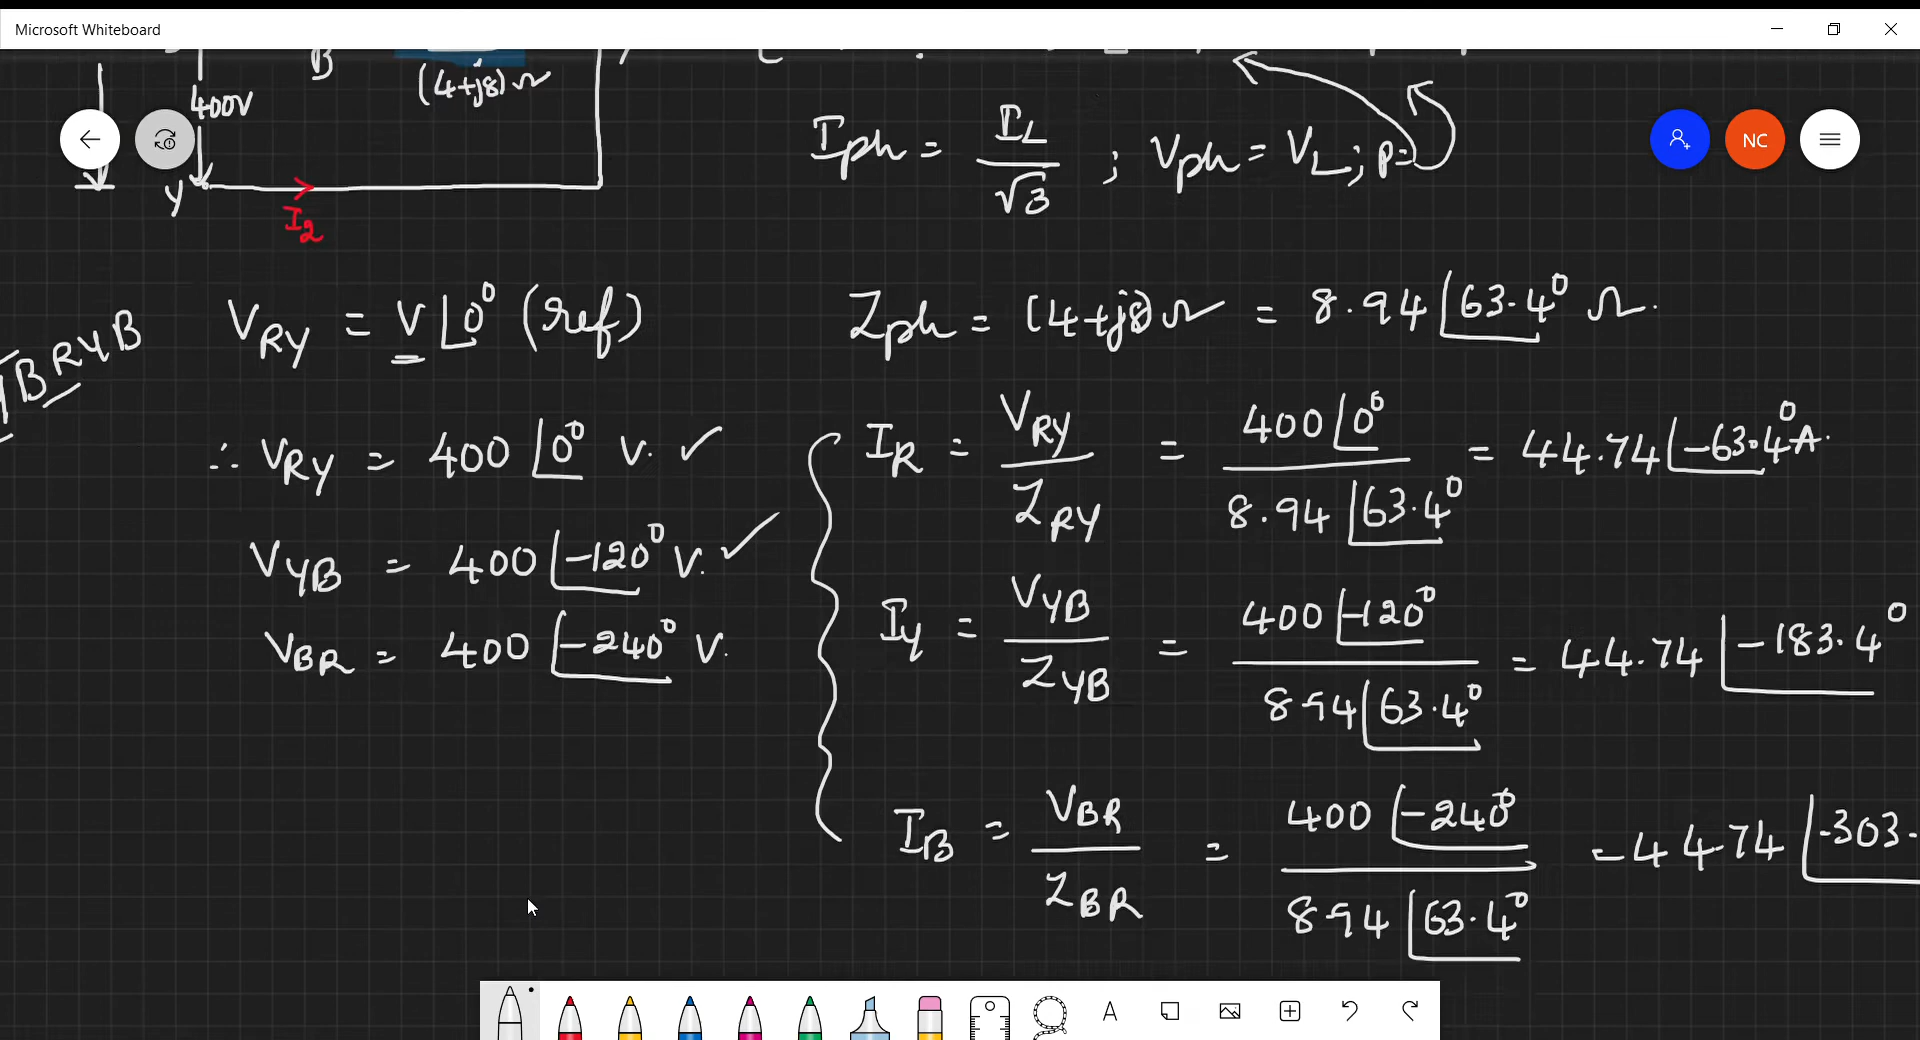 Microsoft Whiteboard
B
(4+j8)Ω
400V
Y
I₂
Iph = IL/√3 ; Vph = VL ; P=
NC
RYB
VRY = V∠0° (ref)
Zph = (4+j8)Ω = 8.94∠63.4° Ω.
∴ VRY = 400∠0° V. ✓
IR = VRY/ZRY = 400∠0°/8.94∠63.4° = 44.74∠-63.4° A.
VYB = 400∠-120° V. ✓
IY = VYB/ZYB = 400∠-120°/8.94∠63.4° = 44.74∠-183.4°
VBR = 400∠-240° V.
IB = VBR/ZBR = 400∠-240°/8.94∠63.4° = 44.74∠-303.
A